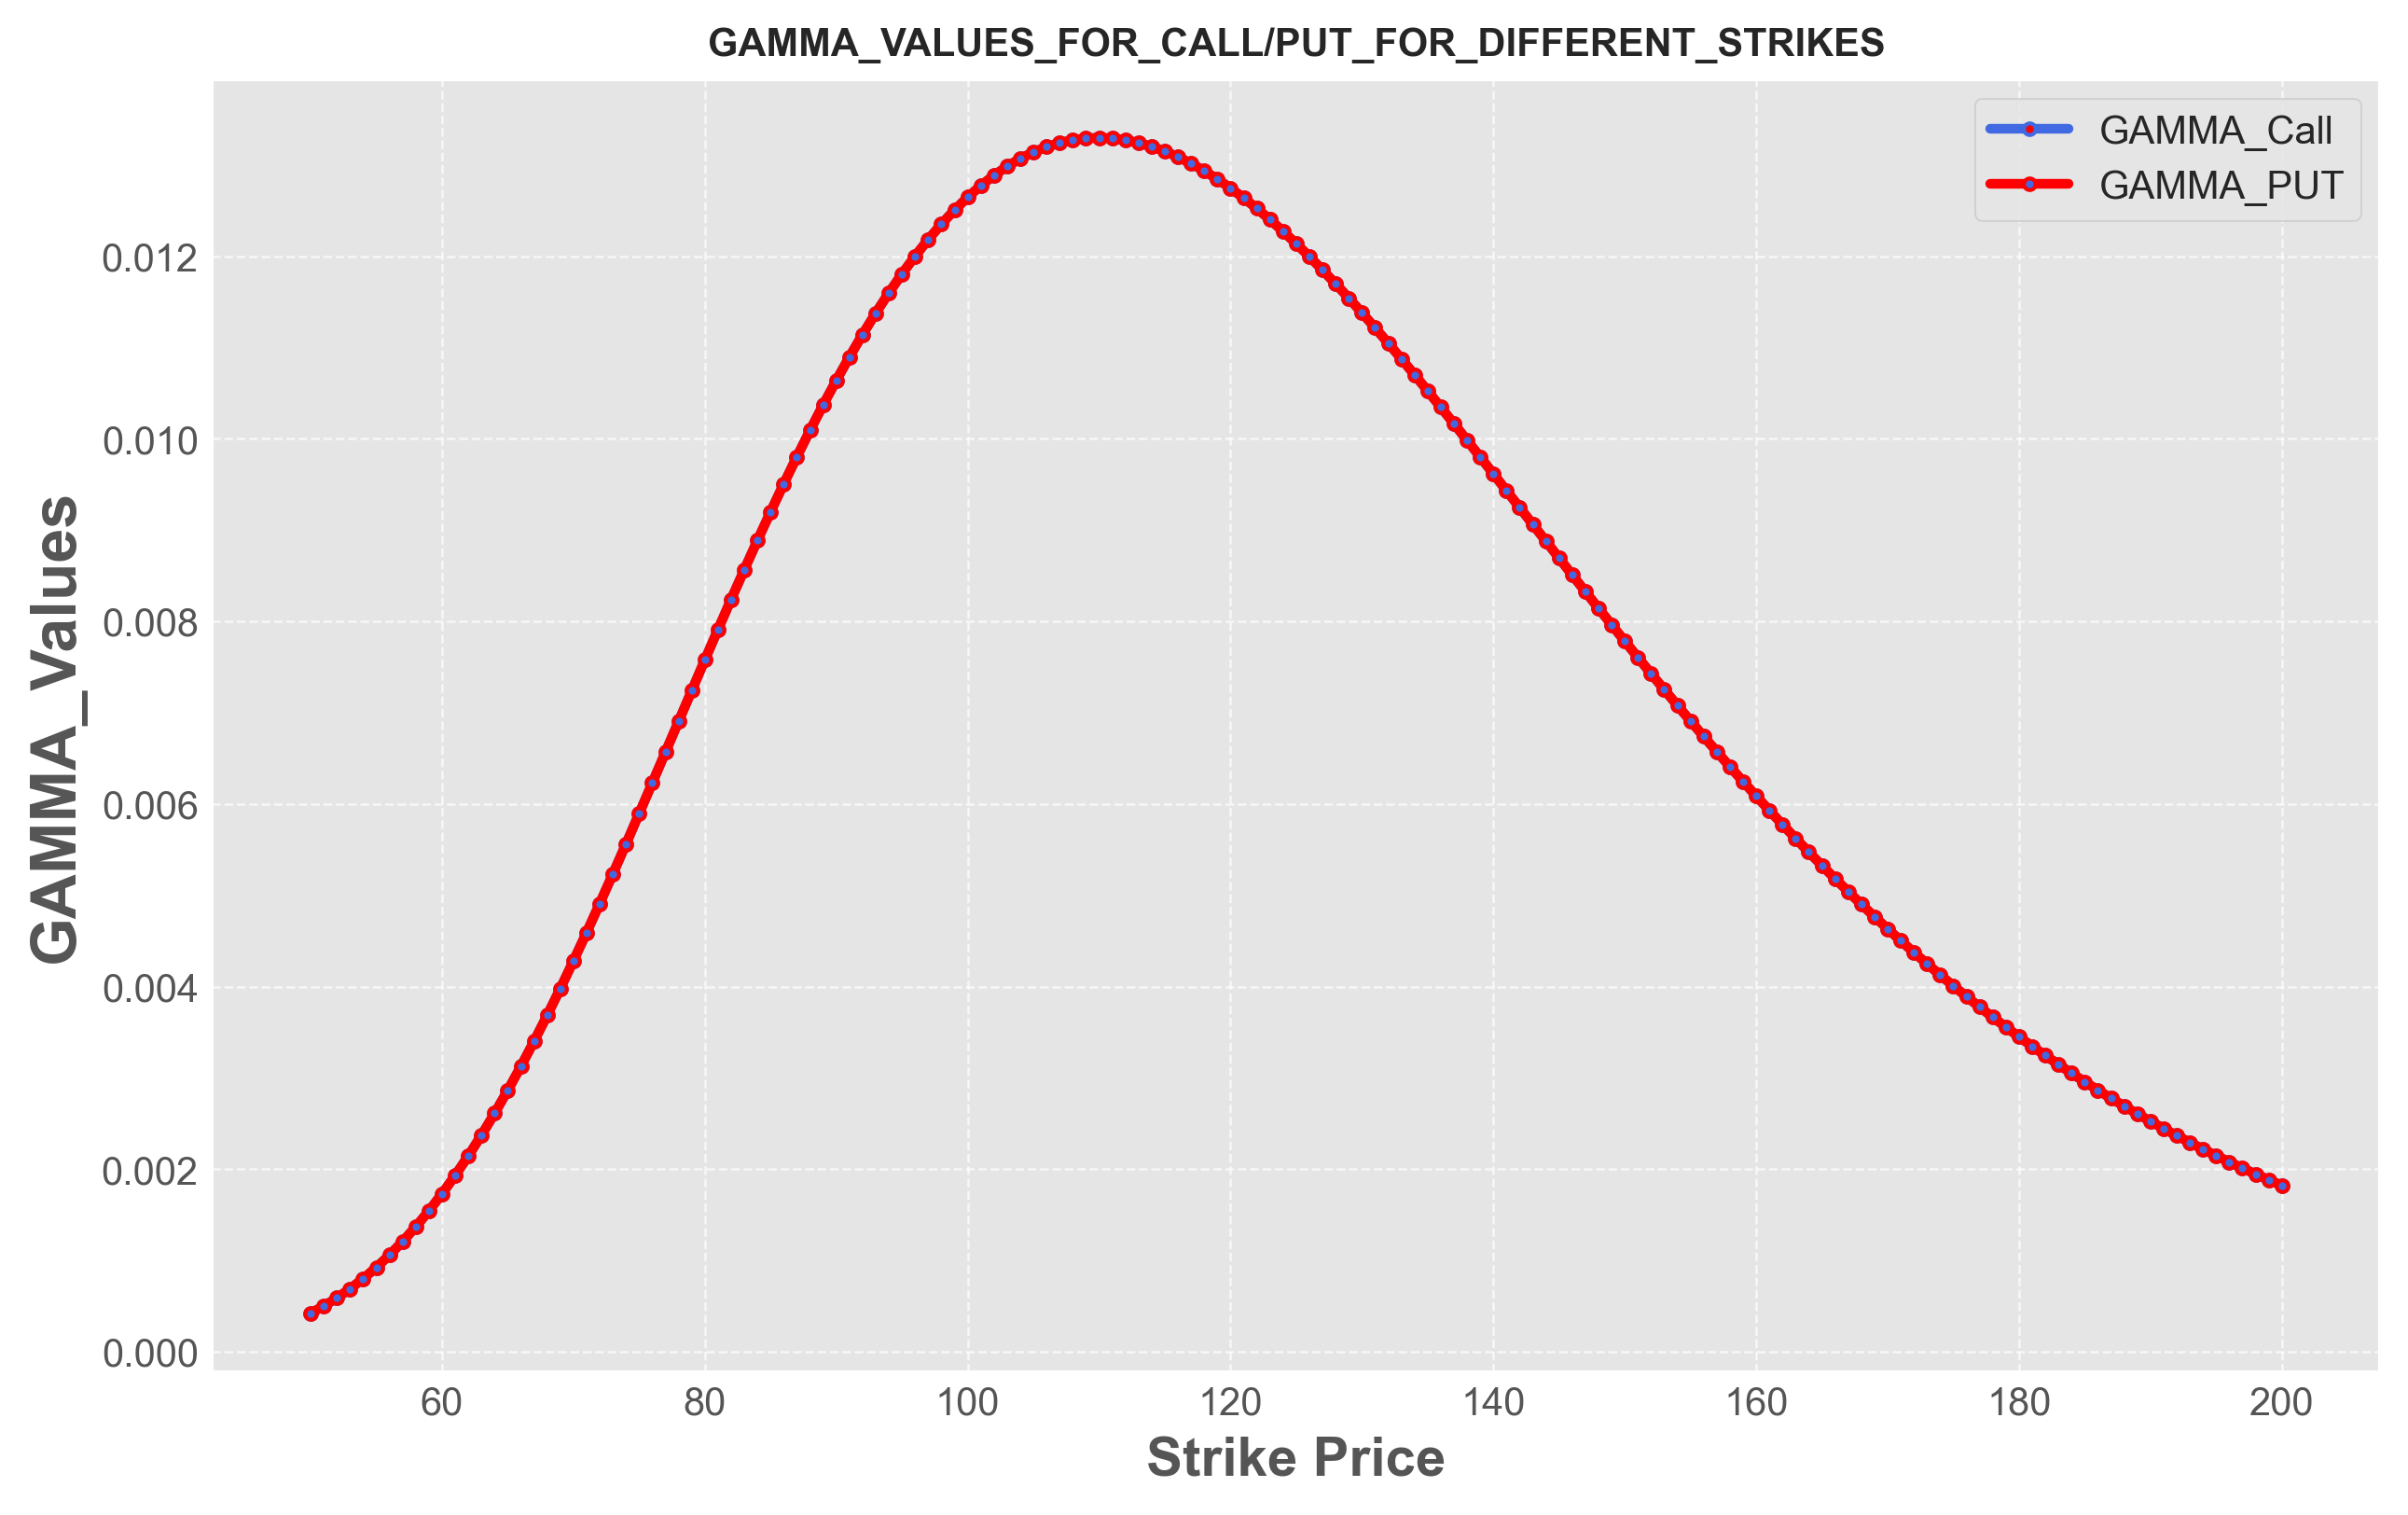 GAMMA_VALUES_FOR_CALL/PUT_FOR_DIFFERENT_STRIKES
GAMMA_Call
GAMMA_PUT
GAMMA_Values
0.012
0.010
0.008
0.006
0.004
0.002
0.000
60 80 100 120 140 160 180 200
Strike Price